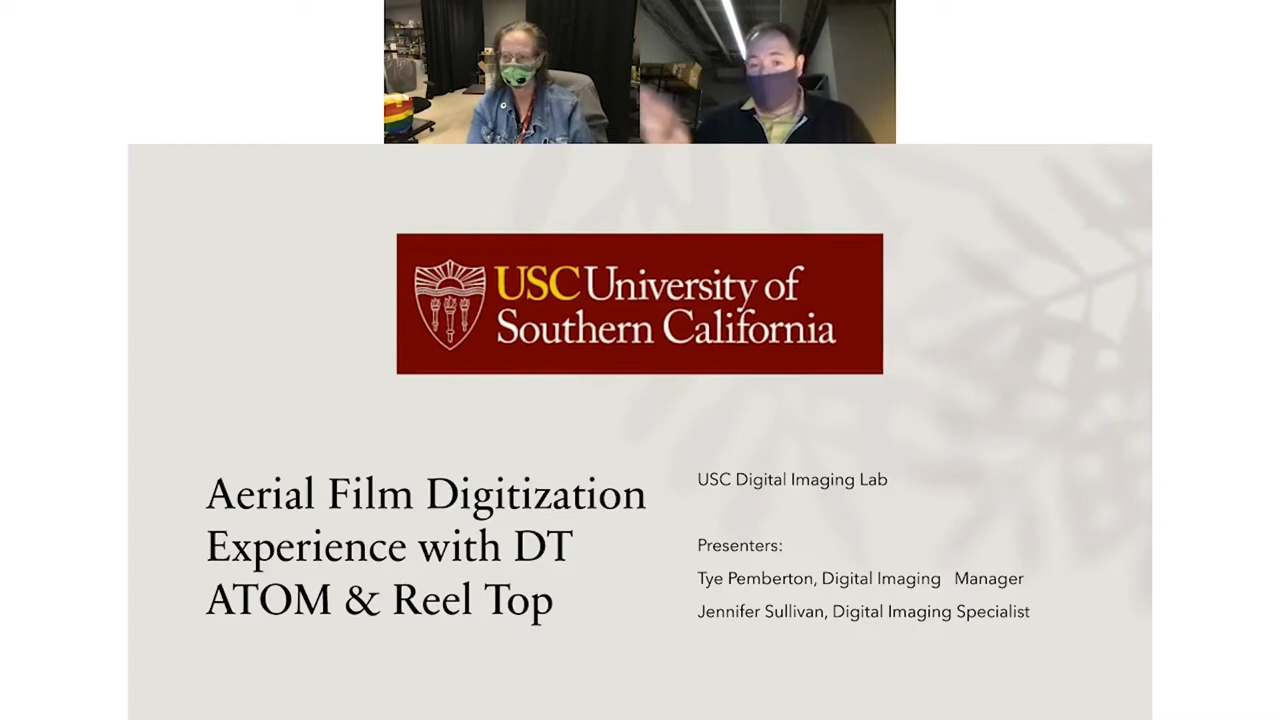 USC University of
Southern California
Aerial Film Digitization
Experience with DT
ATOM & Reel Top
USC Digital Imaging Lab
Presenters:
Tye Pemberton, Digital Imaging Manager
Jennifer Sullivan, Digital Imaging Specialist